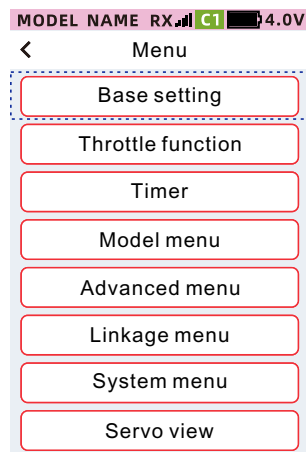 MODEL NAME RX C1 4.0V
Menu
Base setting
Throttle function
Timer
Model menu
Advanced menu
Linkage menu
System menu
Servo view